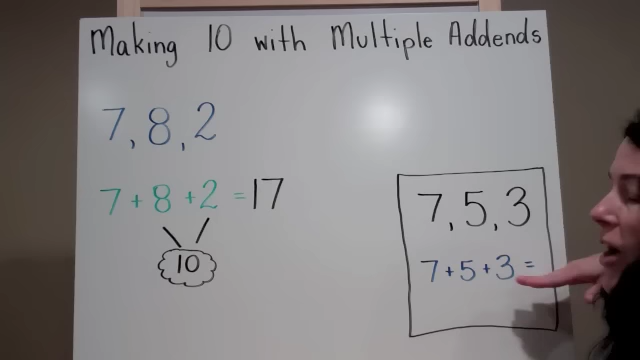 Making 10 with Multiple Addends
7, 8, 2
7 + 8 + 2 = 17
10
7, 5, 3
7 + 5 + 3 =